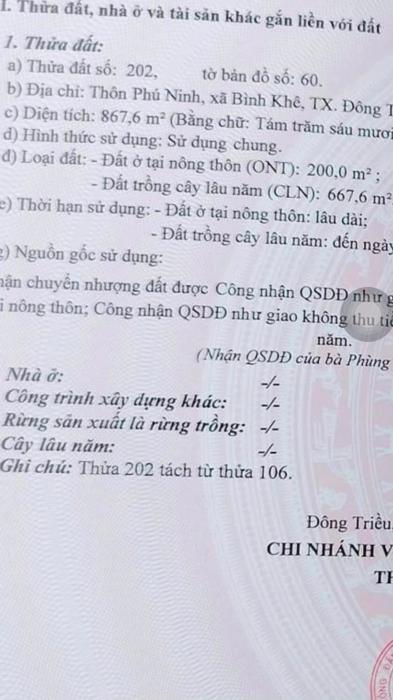 I. Thửa đất, nhà ở và tài sản khác gắn liền với đất
1. Thửa đất:
a) Thửa đất số: 202, tờ bản đồ số: 60.
b) Địa chỉ: Thôn Phú Ninh, xã Bình Khê, TX. Đông
c) Diện tích: 867,6 m² (Bằng chữ: Tám trăm sáu mươi
d) Hình thức sử dụng: Sử dụng chung.
đ) Loại đất: - Đất ở tại nông thôn (ONT): 200,0 m² ;
- Đất trồng cây lâu năm (CLN): 667,6 m²
e) Thời hạn sử dụng: - Đất ở tại nông thôn: lâu dài;
- Đất trồng cây lâu năm: đến ngày
g) Nguồn gốc sử dụng:
hận chuyển nhượng đất được Công nhận QSDĐ như g
i nông thôn; Công nhận QSDĐ như giao không thu tiề
năm.
(Nhận QSDĐ của bà Phùng
Nhà ở: -/-
Công trình xây dựng khác: -/-
Rừng sản xuất là rừng trồng: -/-
Cây lâu năm: -/-
Ghi chú: Thửa 202 tách từ thửa 106.
Đông Triều
CHI NHÁNH V
TH